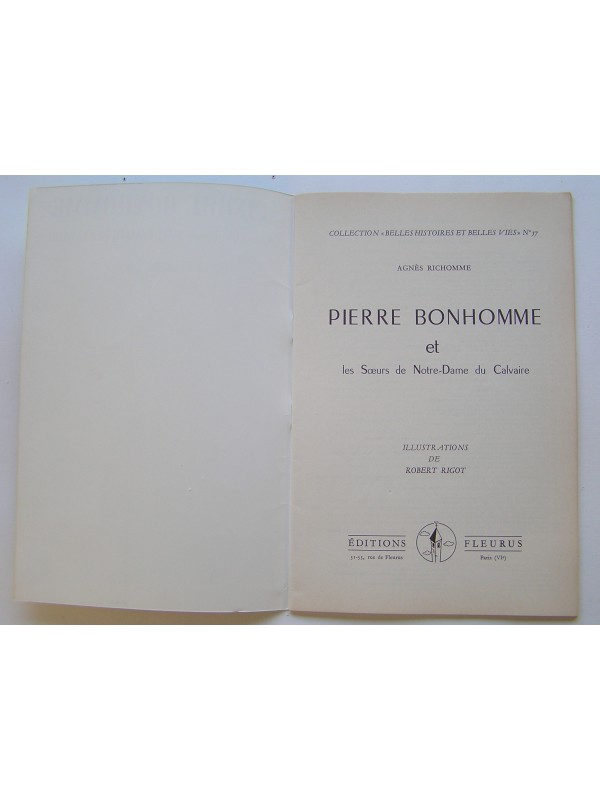 COLLECTION «BELLES HISTOIRES ET BELLES VIES» N° 57
AGNÈS RICHOMME
PIERRE BONHOMME
et
les Sœurs de Notre-Dame du Calvaire
ILLUSTRATIONS
DE
ROBERT RIGOT
ÉDITIONS FLEURUS
31-33, rue de Fleurus Paris (VIᵉ)